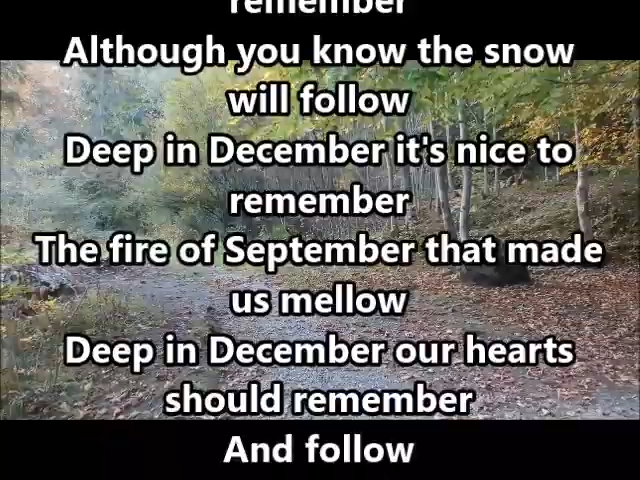 remember
Although you know the snow
will follow
Deep in December it's nice to
remember
The fire of September that made
us mellow
Deep in December our hearts
should remember
And follow